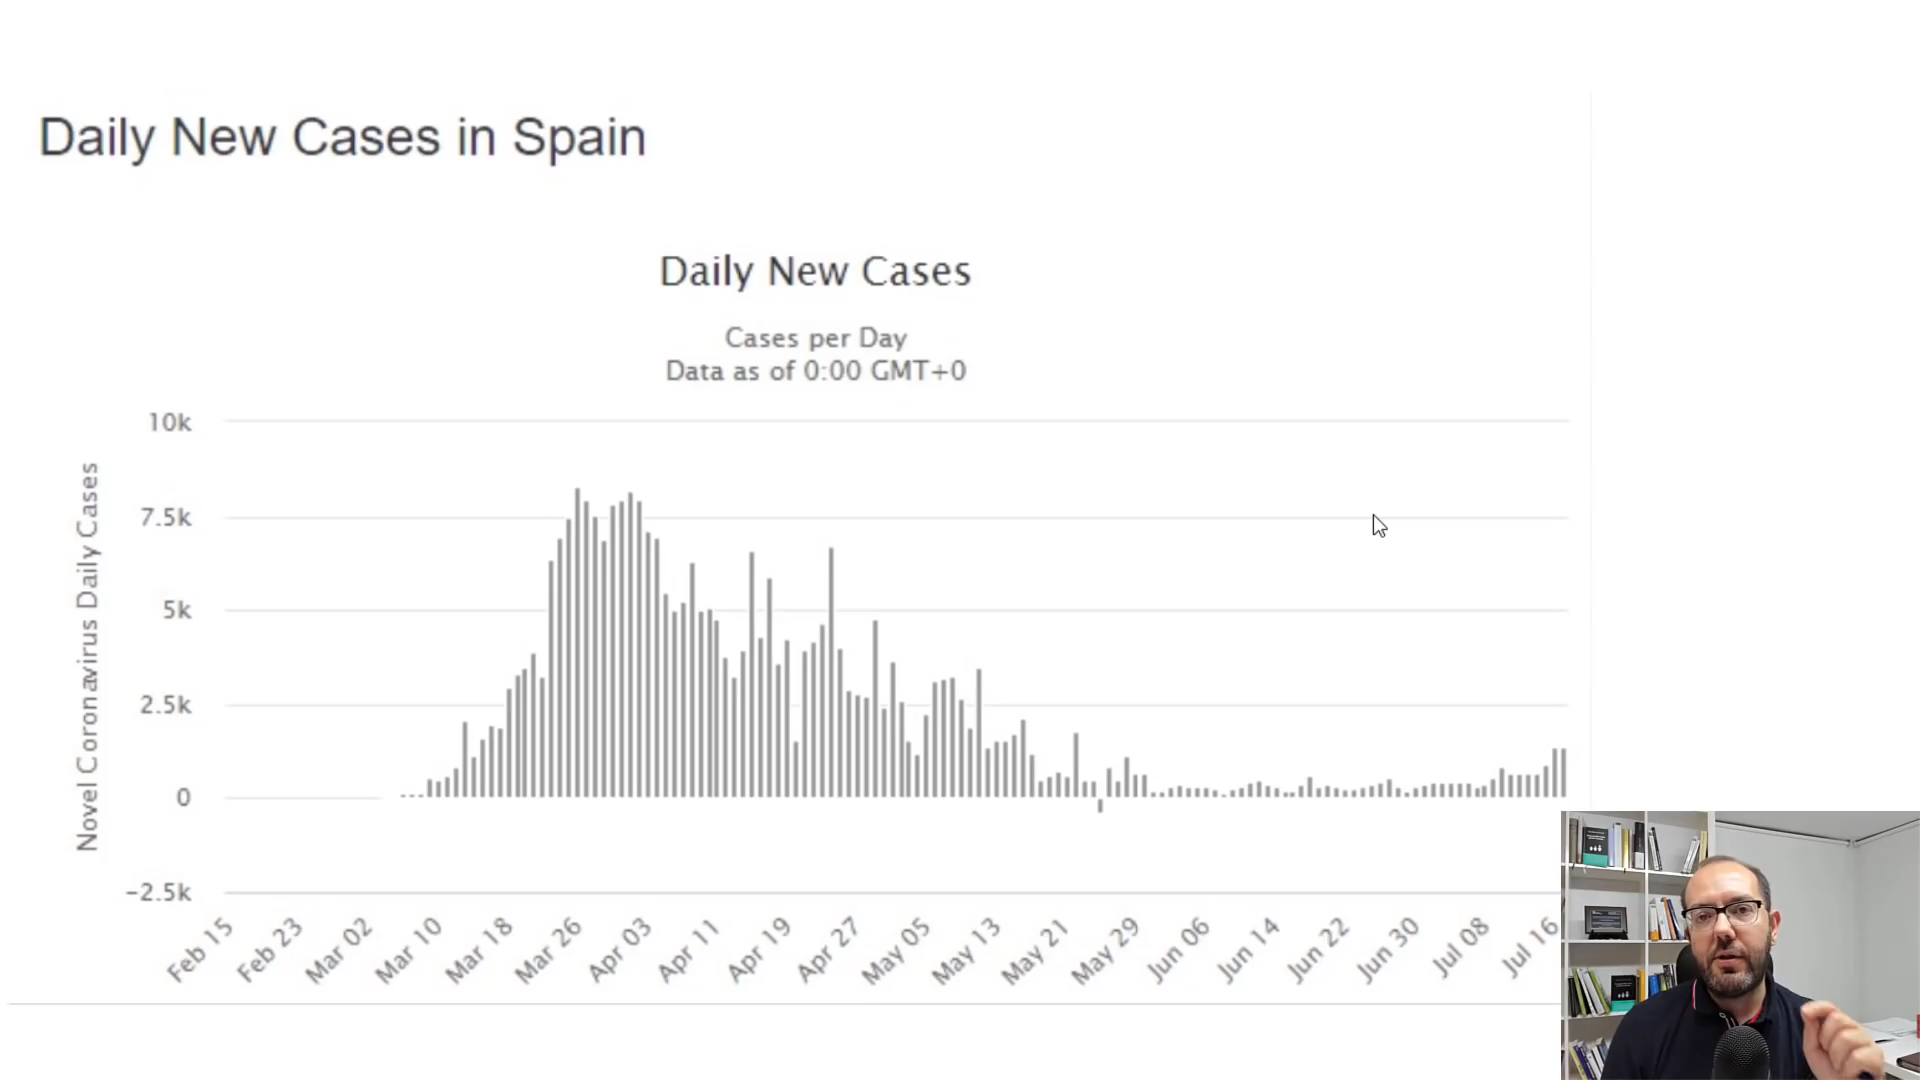 Daily New Cases in Spain
Daily New Cases
Cases per Day
Data as of 0:00 GMT+0
Novel Coronavirus Daily Cases
10k
7.5k
5k
2.5k
0
-2.5k
Feb 15
Feb 23
Mar 02
Mar 10
Mar 18
Mar 26
Apr 03
Apr 11
Apr 19
Apr 27
May 05
May 13
May 21
May 29
Jun 06
Jun 14
Jun 22
Jun 30
Jul 08
Jul 16